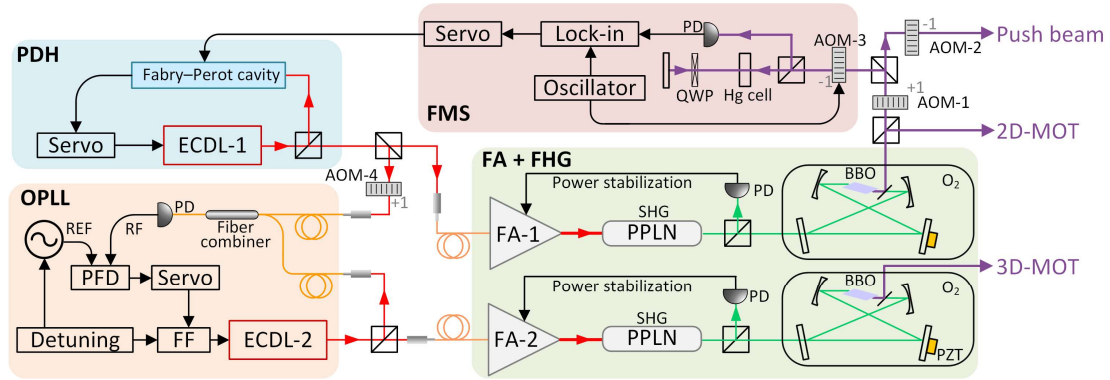 PDH
Fabry–Perot cavity
Servo
ECDL-1
Servo
Lock-in
Oscillator
FMS
PD
QWP
Hg cell
AOM-3
-1
-1
AOM-2
Push beam
+1
AOM-1
2D-MOT
AOM-4
+1
OPLL
REF
RF
PD
Fiber
combiner
PFD
Servo
Detuning
FF
ECDL-2
FA + FHG
Power stabilization
PD
FA-1
SHG
PPLN
BBO
O₂
3D-MOT
Power stabilization
PD
FA-2
SHG
PPLN
BBO
O₂
PZT